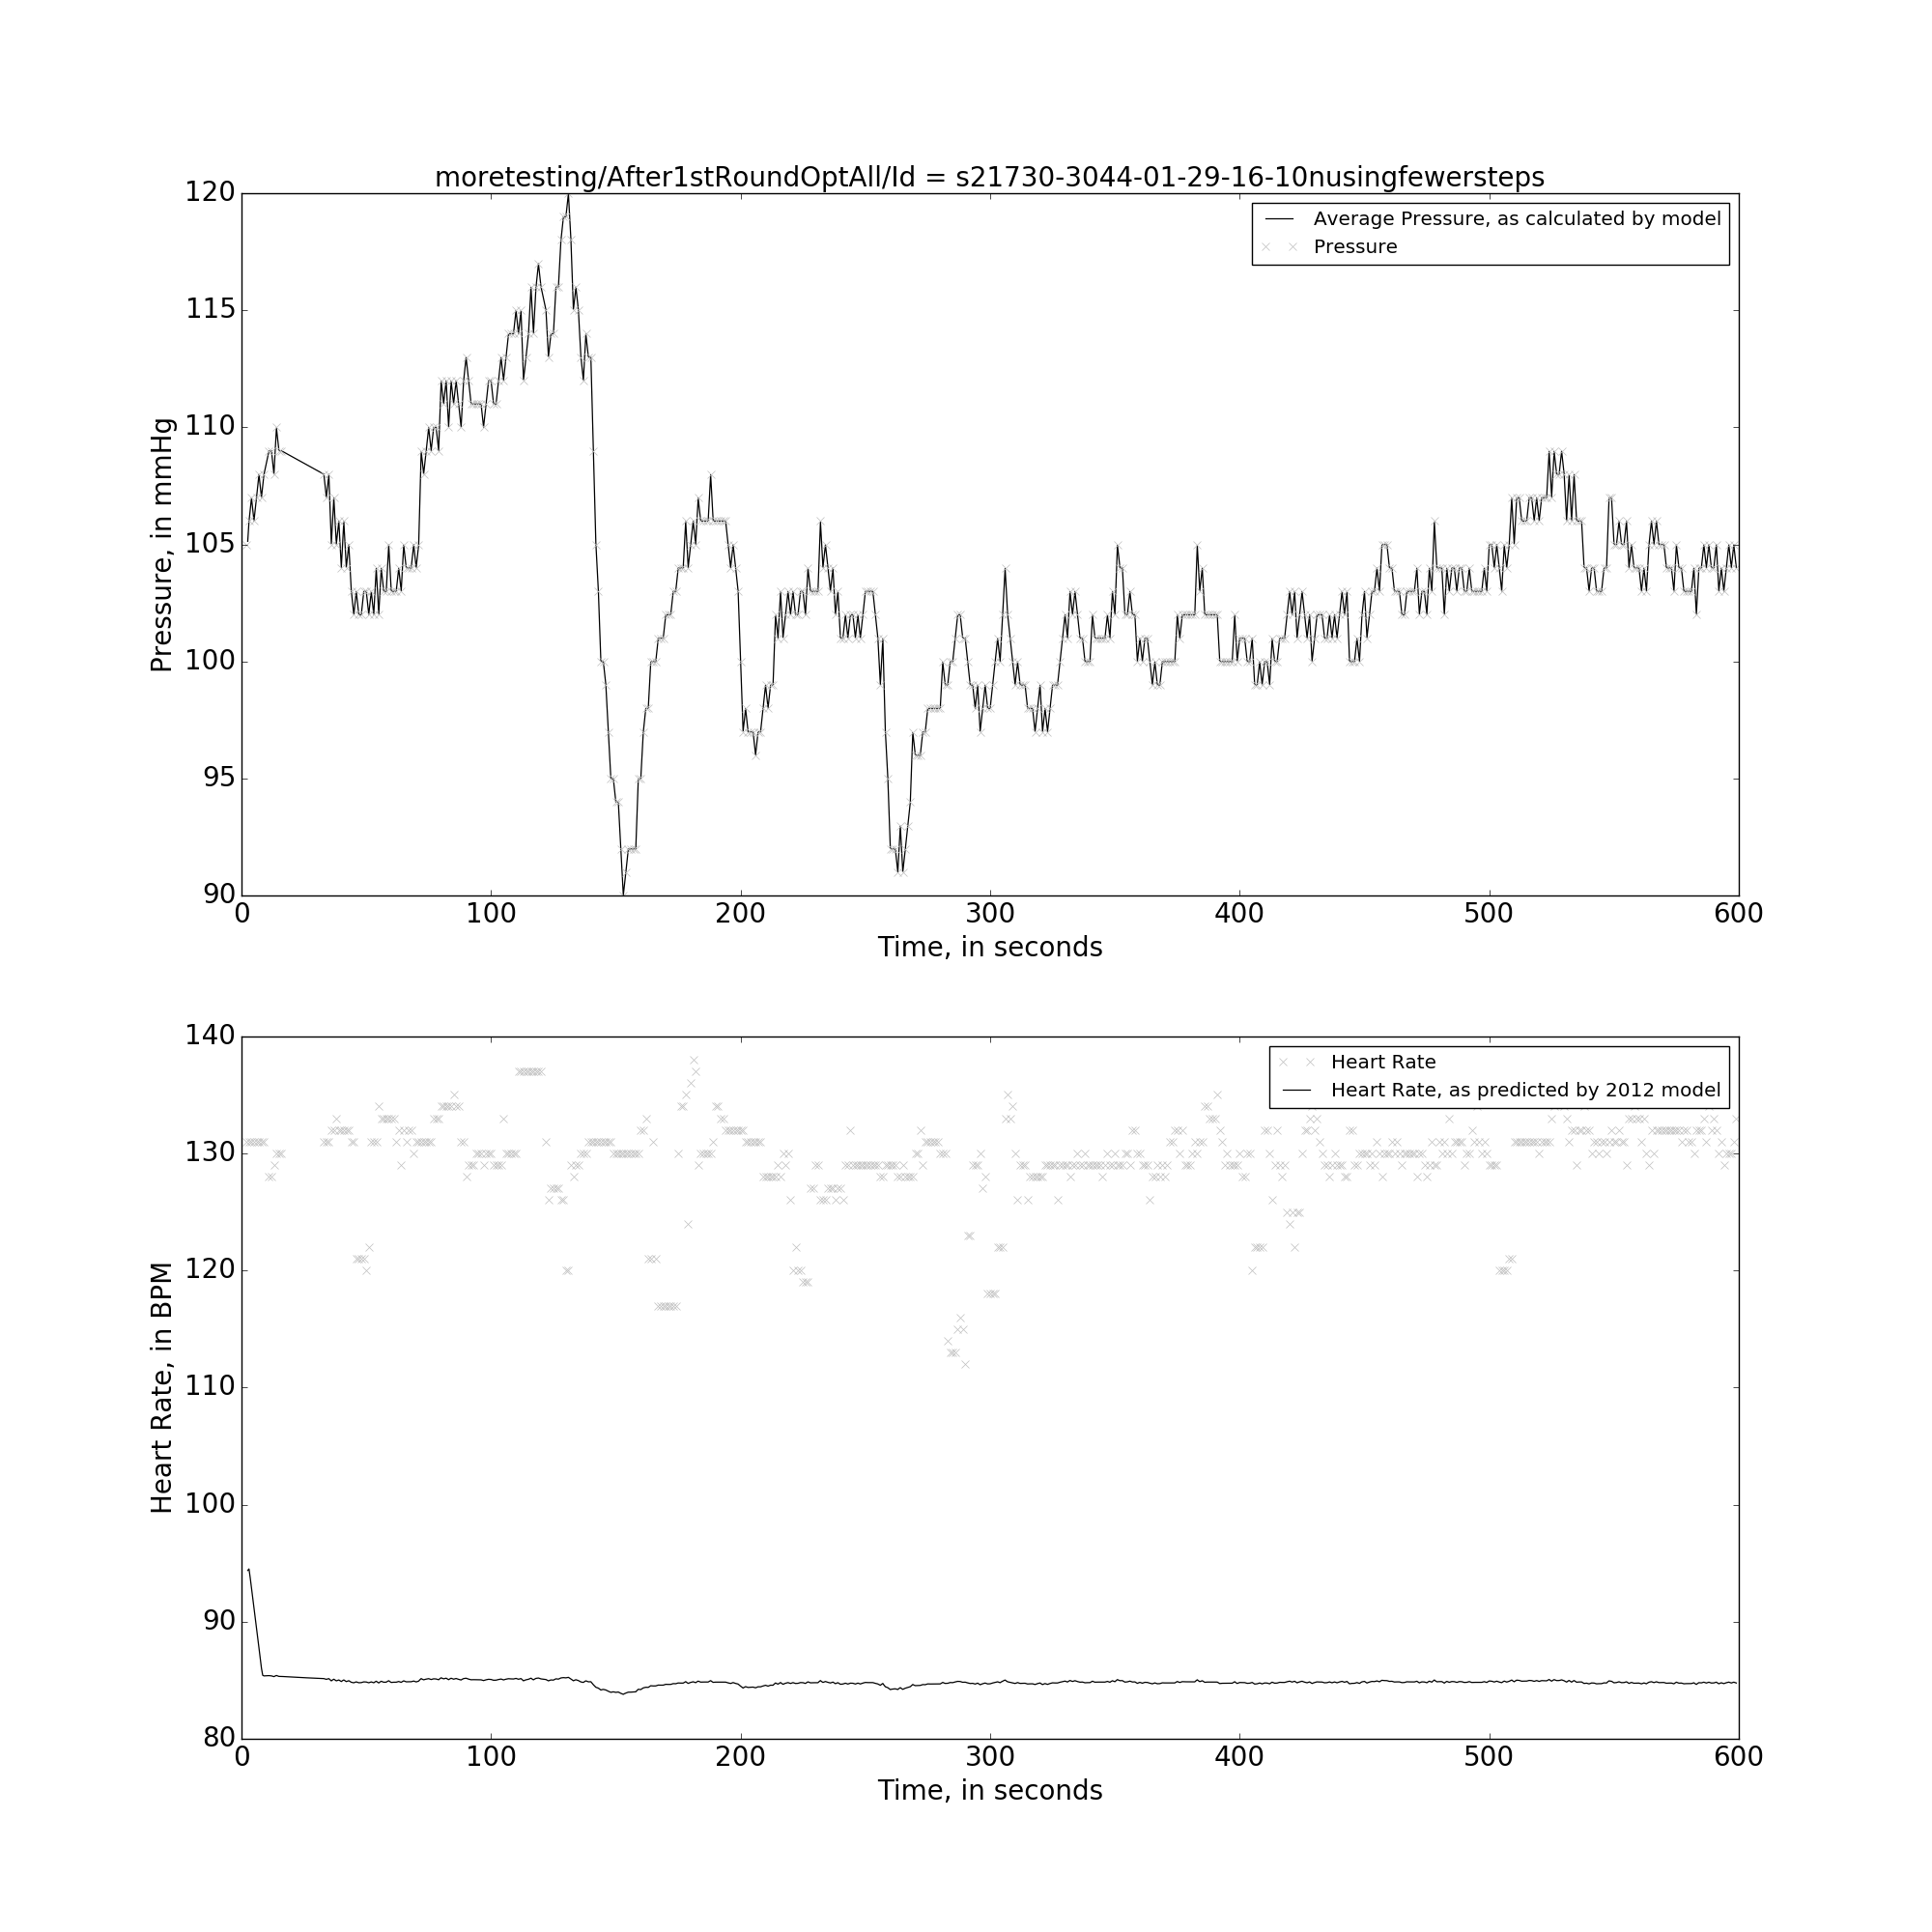 moretesting/After1stRoundOptAll/Id = s21730-3044-01-29-16-10nusingfewersteps
120
115
110
105
100
95
90
Pressure, in mmHg
Average Pressure, as calculated by model
Pressure
0 100 200 300 400 500 600
Time, in seconds
140
130
120
110
100
90
80
Heart Rate, in BPM
Heart Rate
Heart Rate, as predicted by 2012 model
0 100 200 300 400 500 600
Time, in seconds